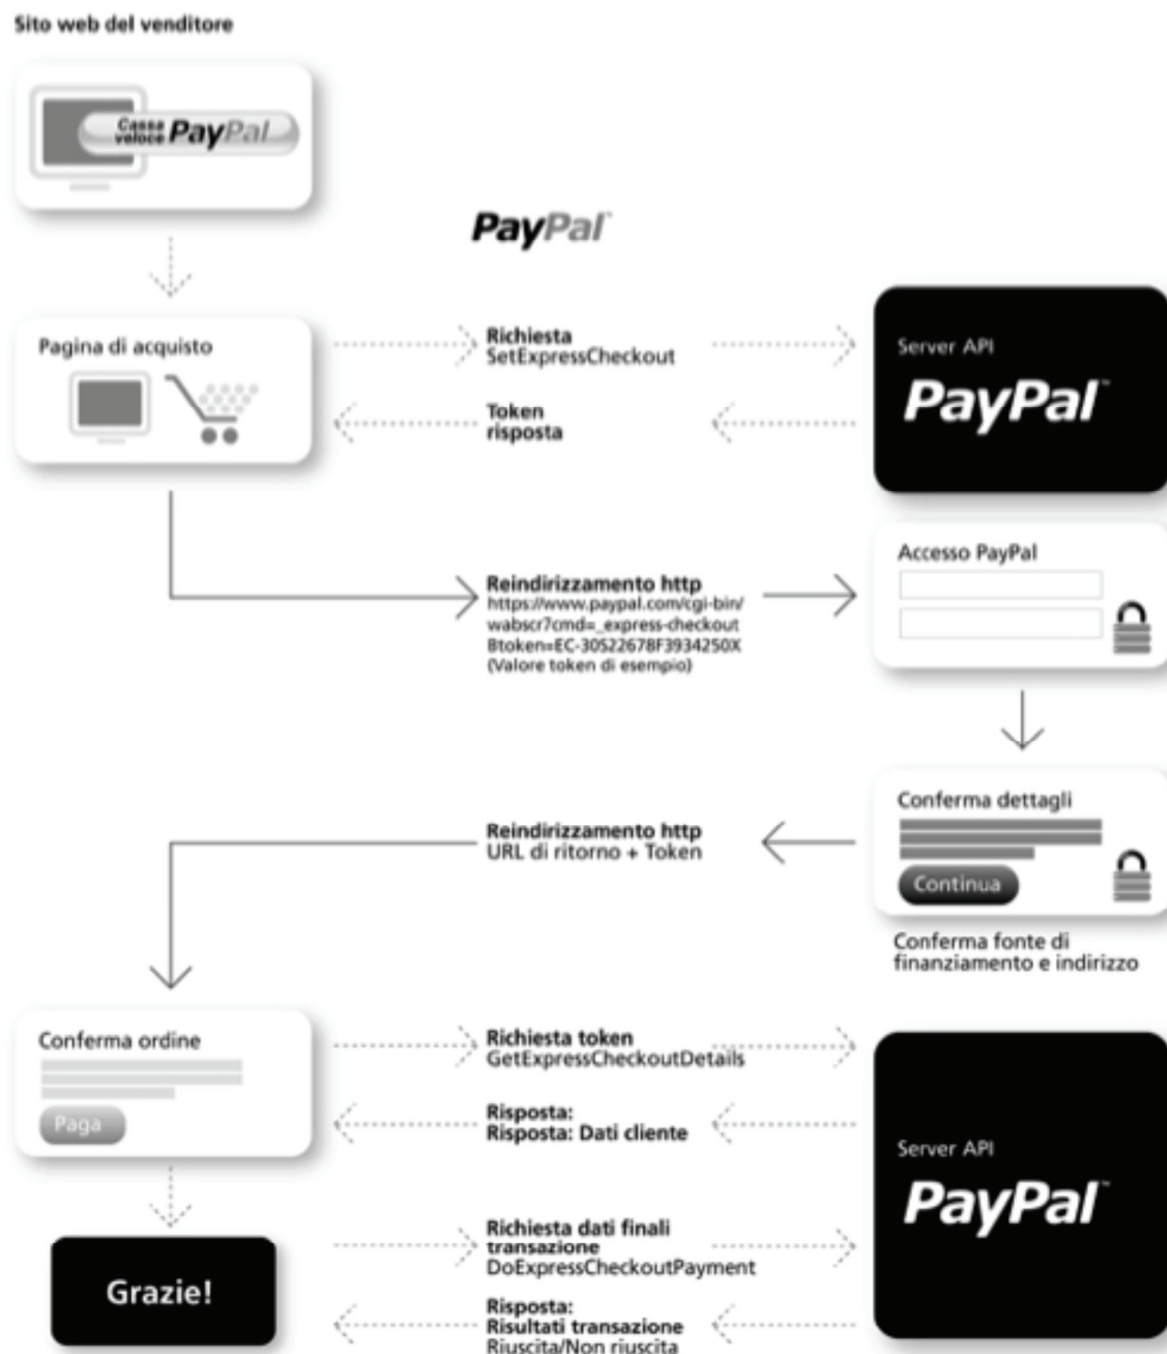 Sito web del venditore
Cassa
veloce PayPal
PayPal
Pagina di acquisto
Richiesta
SetExpressCheckout
Token
risposta
Server API
PayPal
Reindirizzamento http
https://www.paypal.com/cgi-bin/
wabscr7cmd=_express-checkout
Btoken=EC-30522678F3934250X
(Valore token di esempio)
Accesso PayPal
Conferma dettagli
Continua
Conferma fonte di
finanziamento e indirizzo
Reindirizzamento http
URL di ritorno + Token
Conferma ordine
Paga
Richiesta token
GetExpressCheckoutDetails
Risposta:
Risposta: Dati cliente
Server API
PayPal
Grazie!
Richiesta dati finali
transazione
DoExpressCheckoutPayment
Risposta:
Risultati transazione
Riuscita/Non riuscita